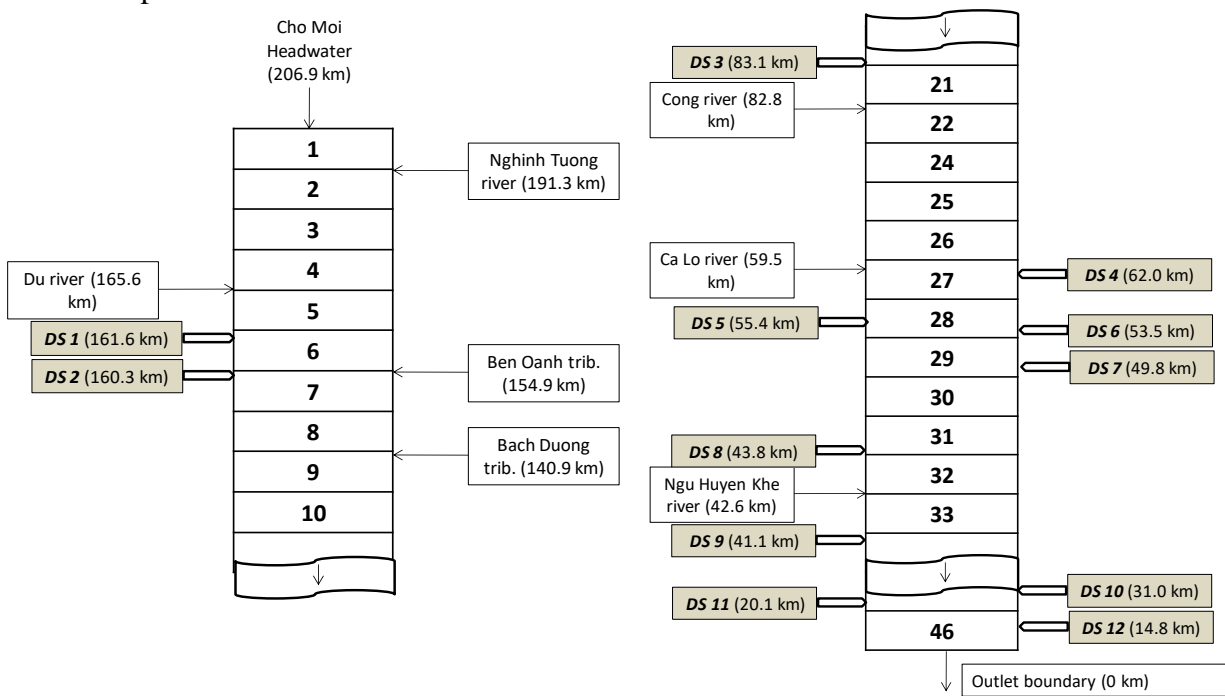 Cho Moi
Headwater
(206.9 km)
1
Nghinh Tuong
river (191.3 km)
2
3
4
Du river (165.6
km)
5
DS 1 (161.6 km)
6
Ben Oanh trib.
(154.9 km)
DS 2 (160.3 km)
7
8
Bach Duong
trib. (140.9 km)
9
10
DS 3 (83.1 km)
21
Cong river (82.8
km)
22
24
25
26
Ca Lo river (59.5
km)
27
DS 4 (62.0 km)
DS 5 (55.4 km)
28
DS 6 (53.5 km)
29
DS 7 (49.8 km)
30
31
DS 8 (43.8 km)
32
Ngu Huyen Khe
river (42.6 km)
33
DS 9 (41.1 km)
DS 10 (31.0 km)
DS 11 (20.1 km)
46
DS 12 (14.8 km)
Outlet boundary (0 km)